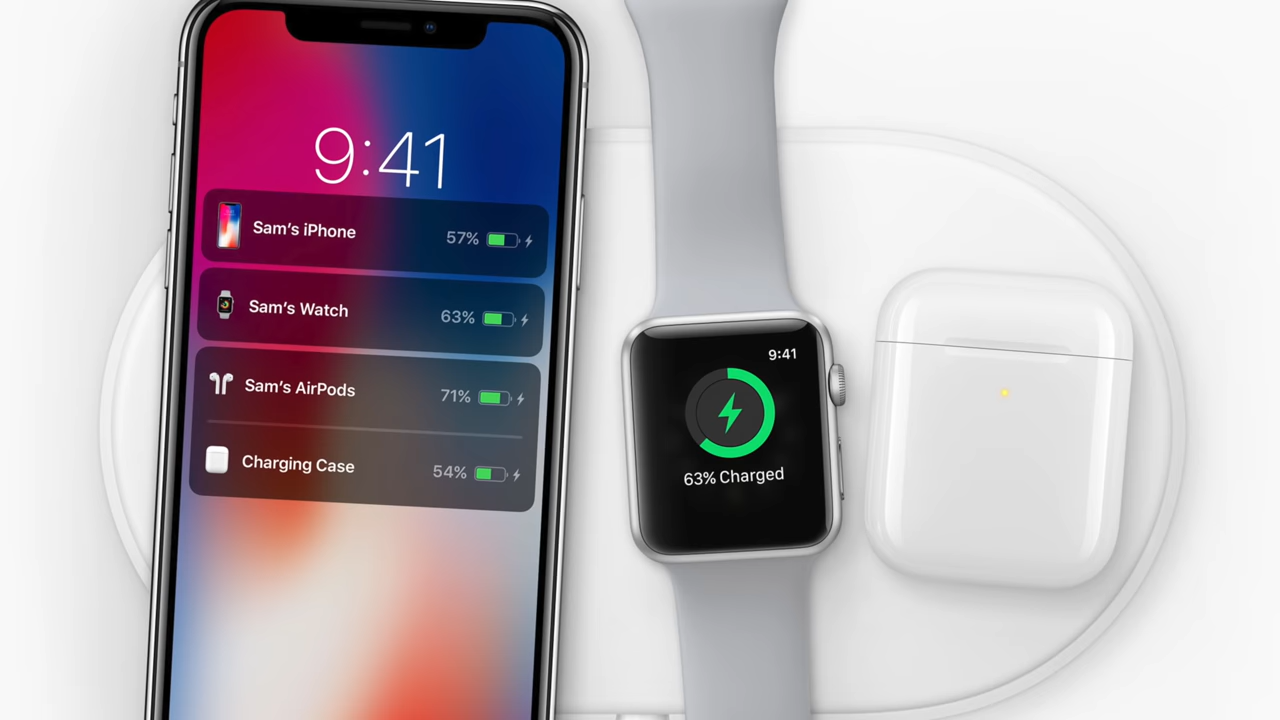 9:41
Sam's iPhone 57%
Sam's Watch 63%
Sam's AirPods 71%
Charging Case 54%
9:41
63% Charged